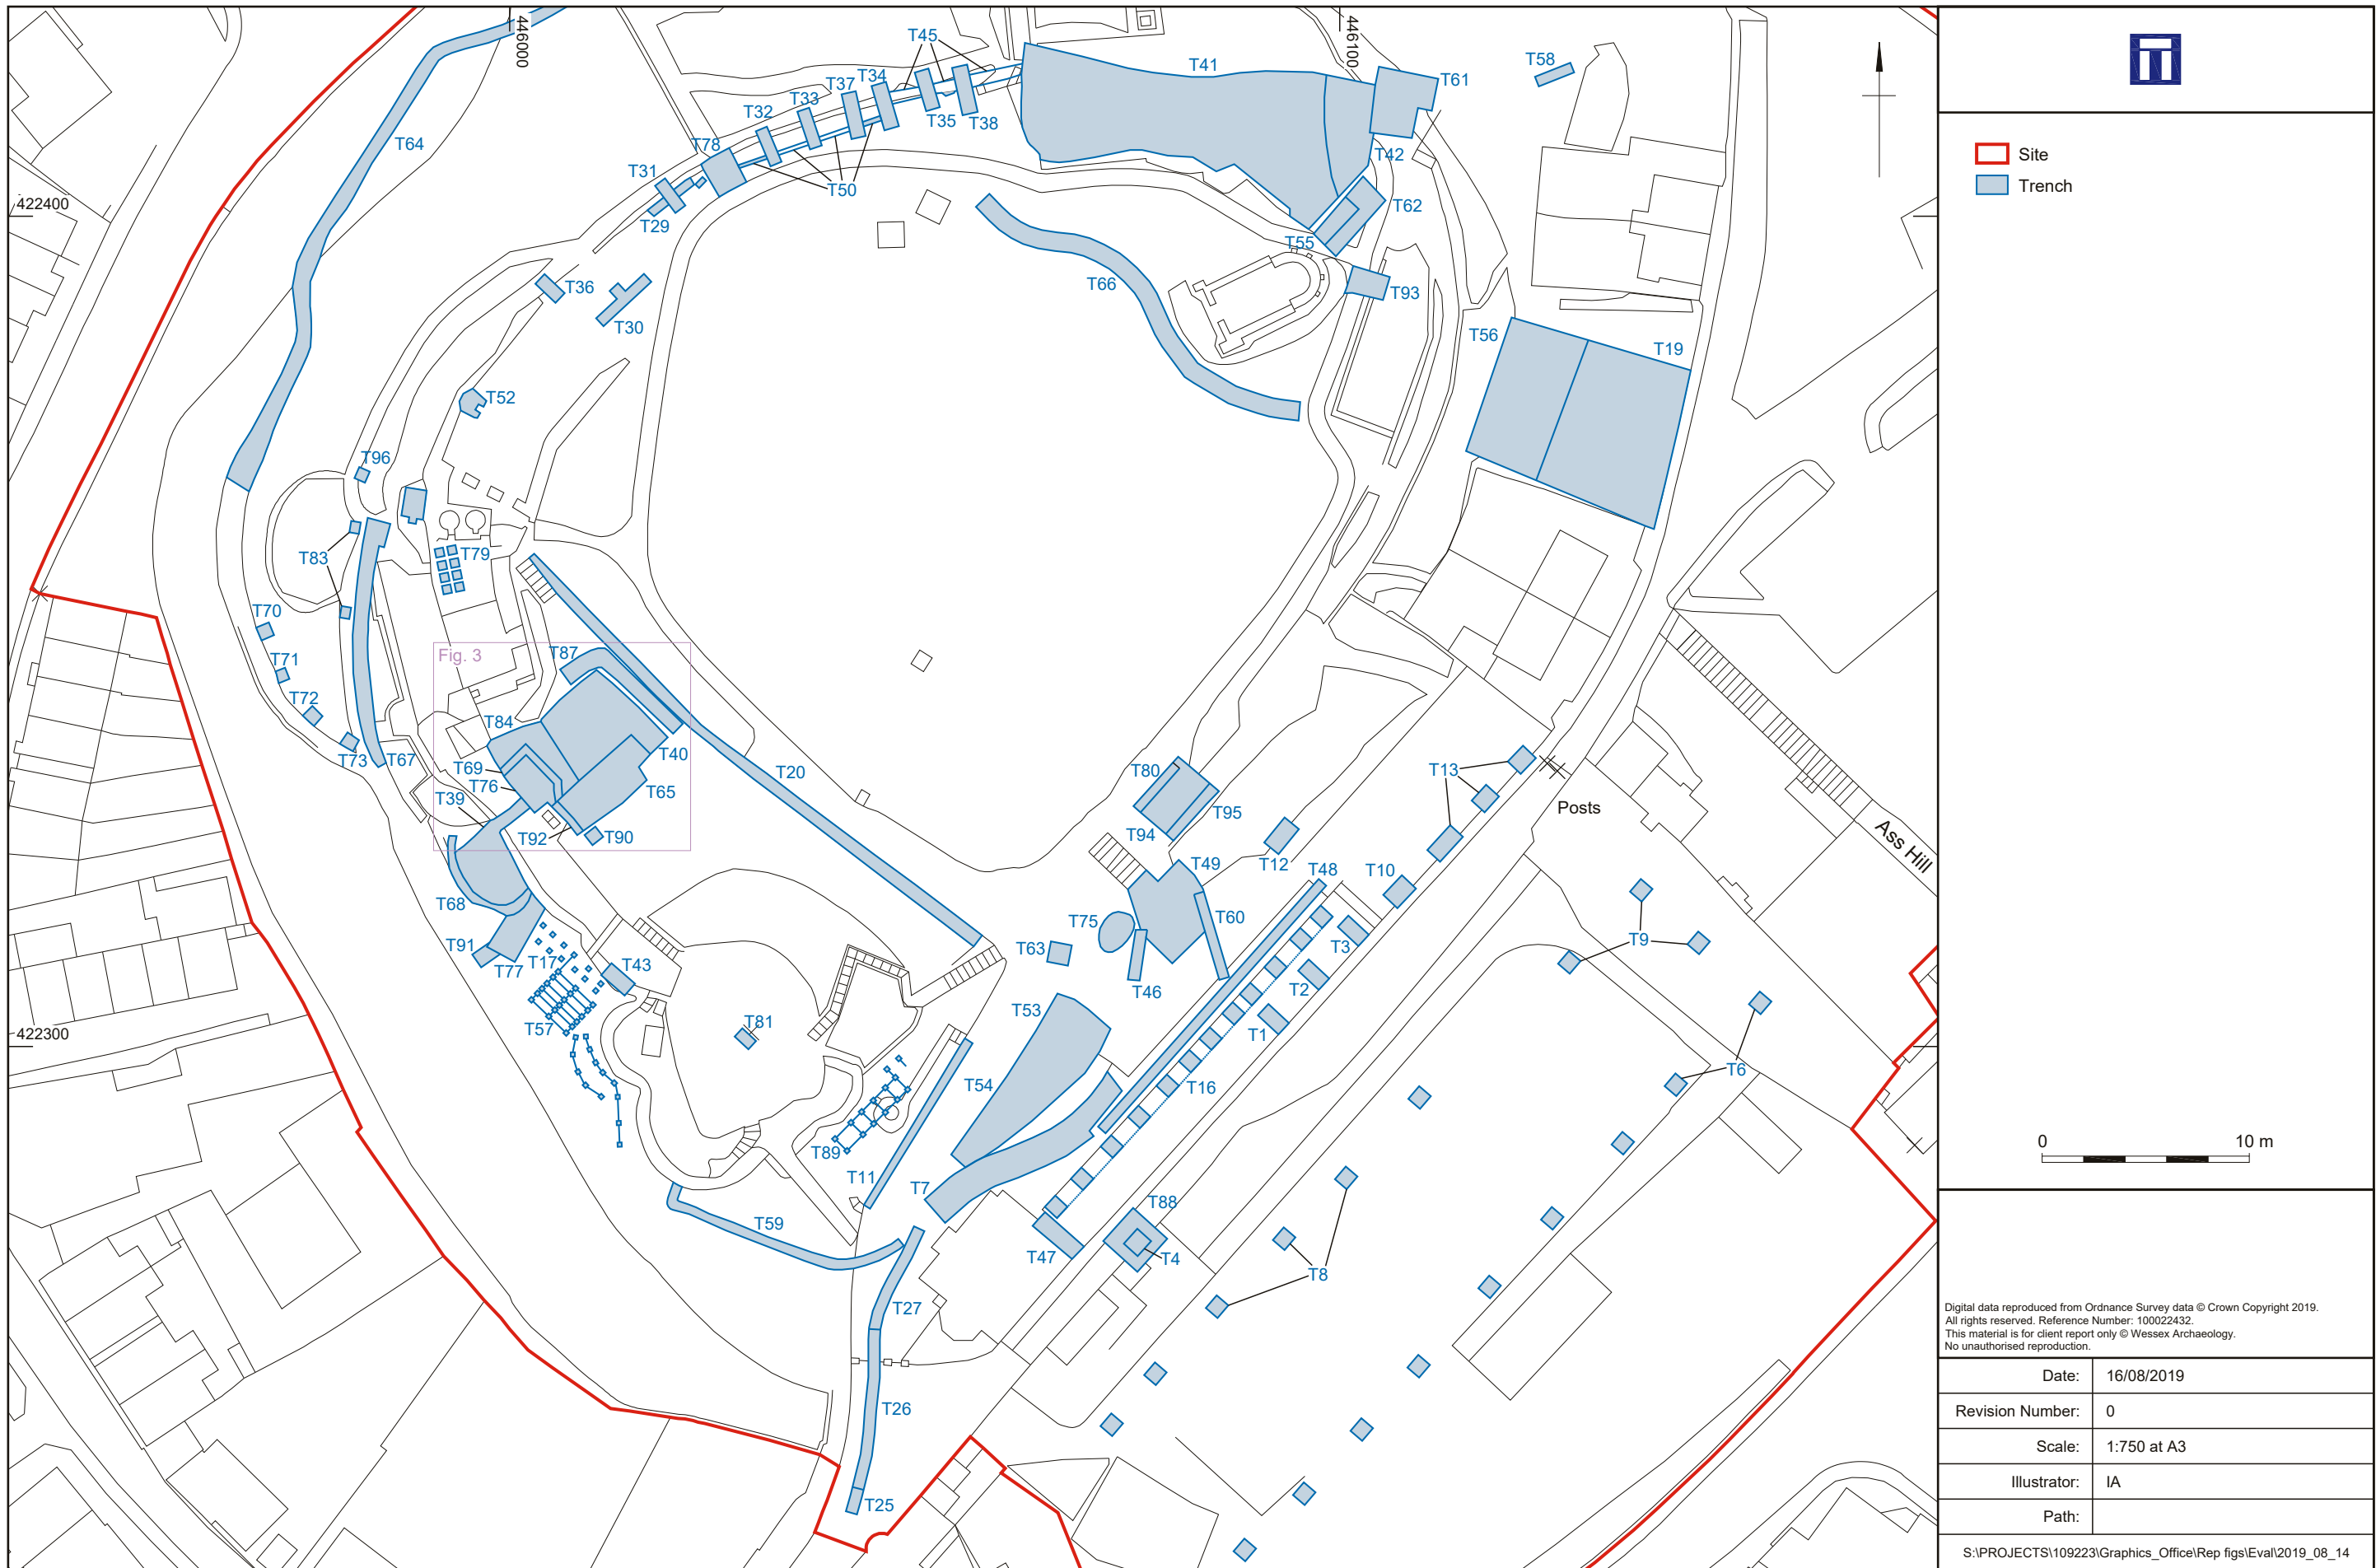 446000
446100
T45
T41
T58
T61
T37
T34
T33
T32
T35
T38
T64
T78
T42
T31
T50
T29
T62
422400
T55
T66
T36
T93
T30
T56
T19
T52
T96
T83
T79
T70
Fig. 3
T87
T71
T72
T84
T73
T67
T69
T40
T76
T65
T39
T20
T92
T90
T80
T95
T94
T13
Posts
Ass Hill
T12
T49
T48
T10
T68
T75
T60
T3
T9
T91
T77
T17
T43
T63
T46
T2
T53
T57
T81
T1
422300
T54
T16
T6
T89
T11
T7
T88
T59
T47
T4
T8
T27
T26
T25
Site
Trench
0 10 m
Digital data reproduced from Ordnance Survey data © Crown Copyright 2019.
All rights reserved. Reference Number: 100022432.
This material is for client report only © Wessex Archaeology.
No unauthorised reproduction.
Date: 16/08/2019
Revision Number: 0
Scale: 1:750 at A3
Illustrator: IA
Path:
S:\PROJECTS\109223\Graphics_Office\Rep figs\Eval\2019_08_14